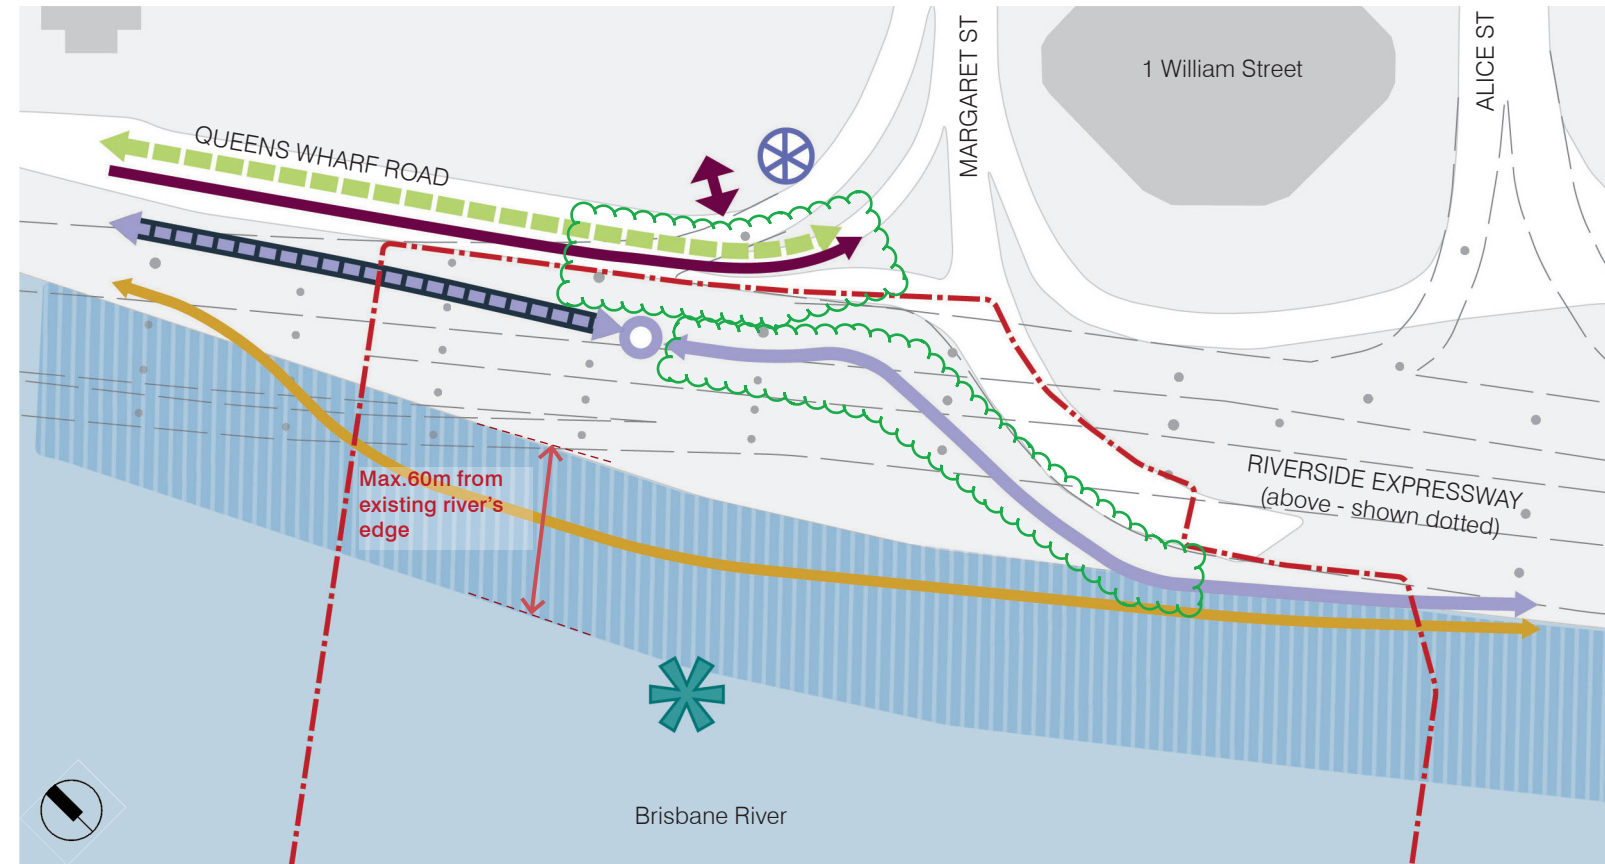 MARGARET ST
1 William Street
ALICE ST
QUEENS WHARF ROAD
RIVERSIDE EXPRESSWAY
(above - shown dotted)
Max.60m from
existing river's
edge
Brisbane River